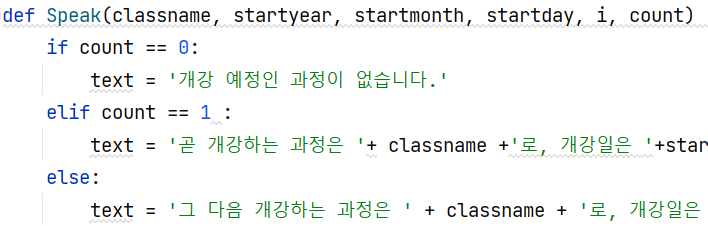 def Speak(classname, startyear, startmonth, startday, i, count)
if count == 0:
text = '개강 예정인 과정이 없습니다.'
elif count == 1 :
text = '곧 개강하는 과정은 '+ classname +'로, 개강일은 '+star
else:
text = '그 다음 개강하는 과정은 ' + classname + '로, 개강일은